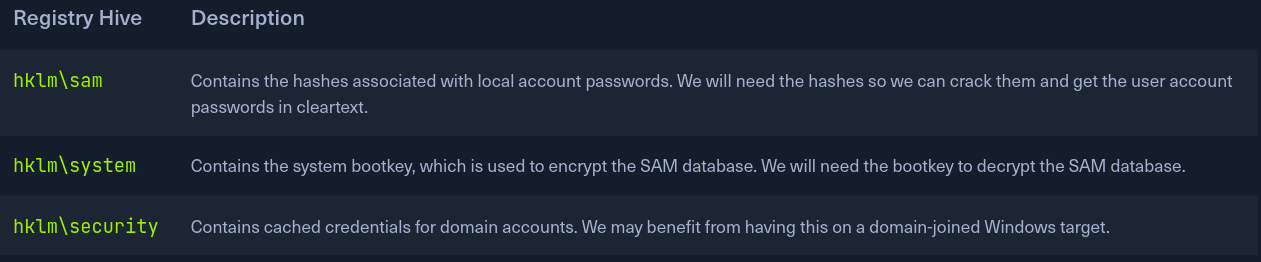 Registry Hive Description
hklm\sam Contains the hashes associated with local account passwords. We will need the hashes so we can crack them and get the user account
passwords in cleartext.
hklm\system Contains the system bootkey, which is used to encrypt the SAM database. We will need the bootkey to decrypt the SAM database.
hklm\security Contains cached credentials for domain accounts. We may benefit from having this on a domain-joined Windows target.